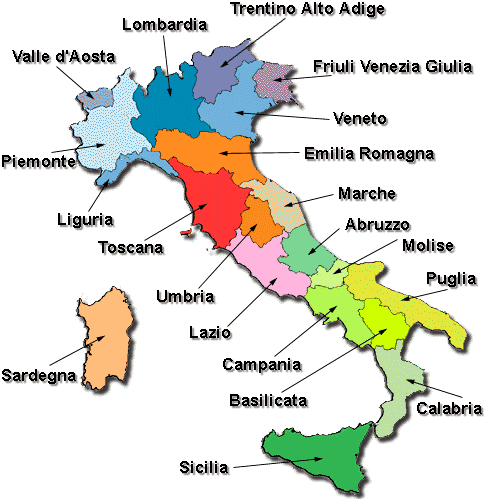 Trentino Alto Adige
Lombardia
Valle d'Aosta
Friuli Venezia Giulia
Veneto
Piemonte
Emilia Romagna
Marche
Liguria
Abruzzo
Toscana
Molise
Puglia
Umbria
Lazio
Campania
Sardegna
Basilicata
Calabria
Sicilia